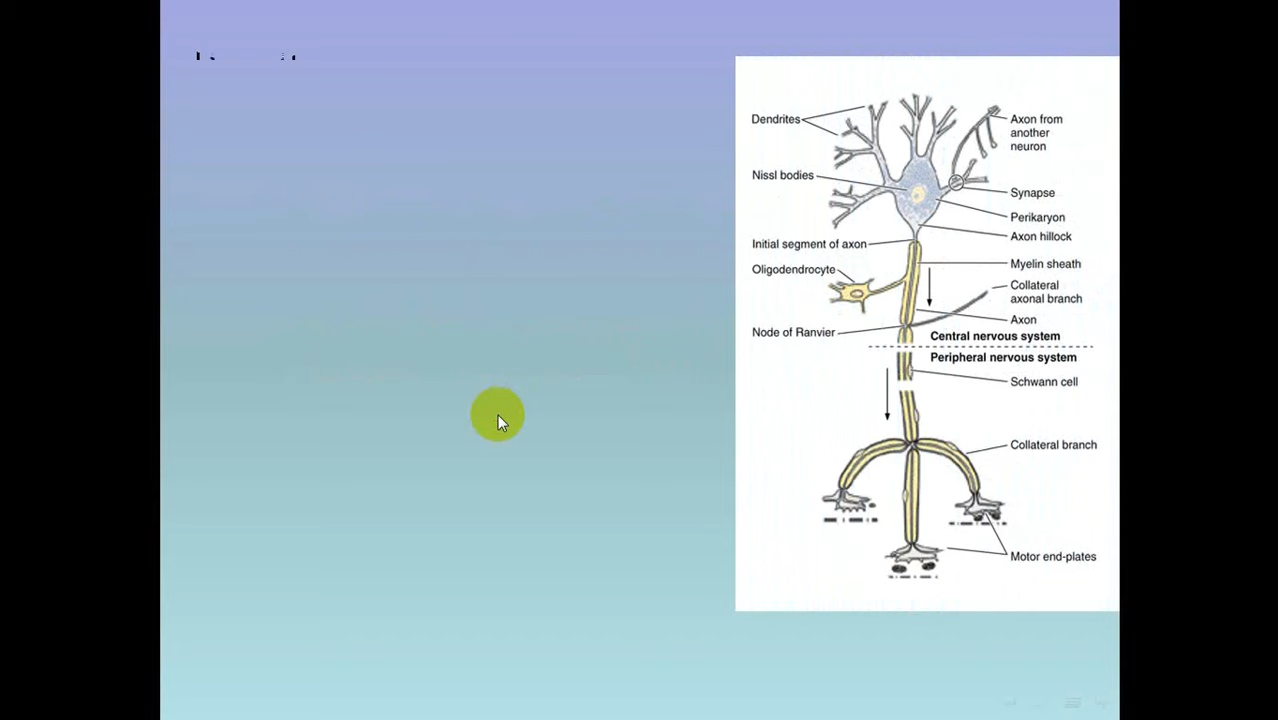 Dendrites
Axon from
another
neuron
Nissl bodies
Synapse
Perikaryon
Axon hillock
Initial segment of axon
Myelin sheath
Oligodendrocyte
Collateral
axonal branch
Axon
Node of Ranvier
Central nervous system
Peripheral nervous system
Schwann cell
Collateral branch
Motor end-plates